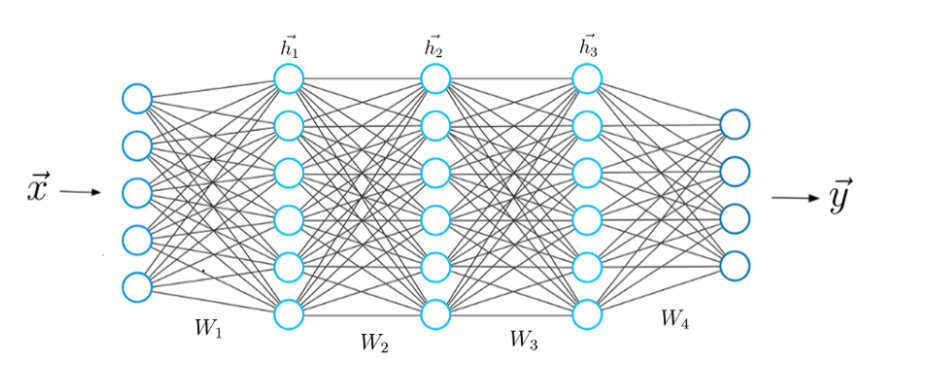 h⃗₁ h⃗₂ h⃗₃
x⃗ y⃗
W₁ W₂ W₃ W₄